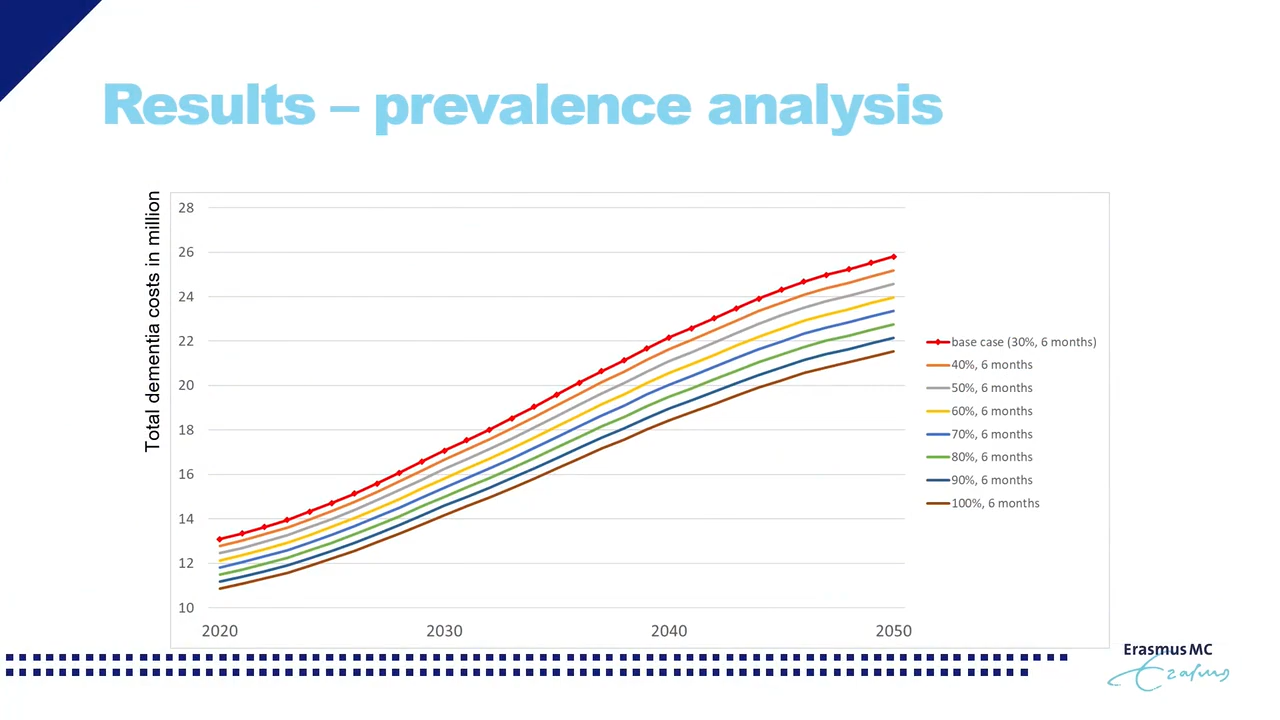 Results – prevalence analysis
Total dementia costs in million
28
26
24
22
20
18
16
14
12
10
2020 2030 2040 2050
base case (30%, 6 months)
40%, 6 months
50%, 6 months
60%, 6 months
70%, 6 months
80%, 6 months
90%, 6 months
100%, 6 months
Erasmus MC
Erasmus